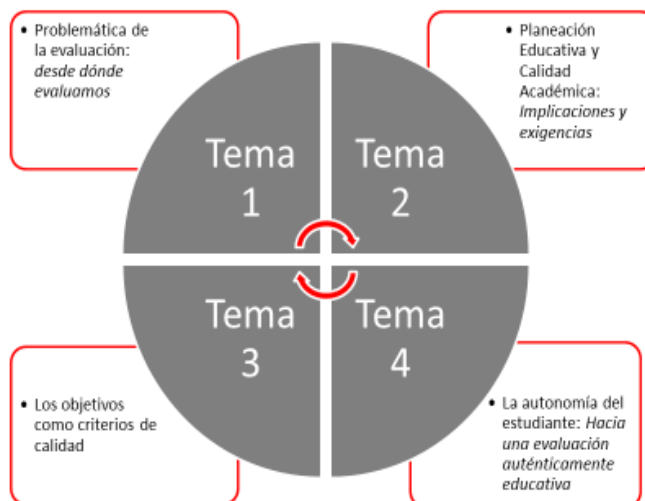 • Problemática de
la evaluación:
desde dónde
evaluamos
• Planeación
Educativa y
Calidad
Académica:
Implicaciones y
exigencias
Tema
1
Tema
2
Tema
3
Tema
4
• Los objetivos
como criterios de
calidad
• La autonomía del
estudiante: Hacia
una evaluación
auténticamente
educativa